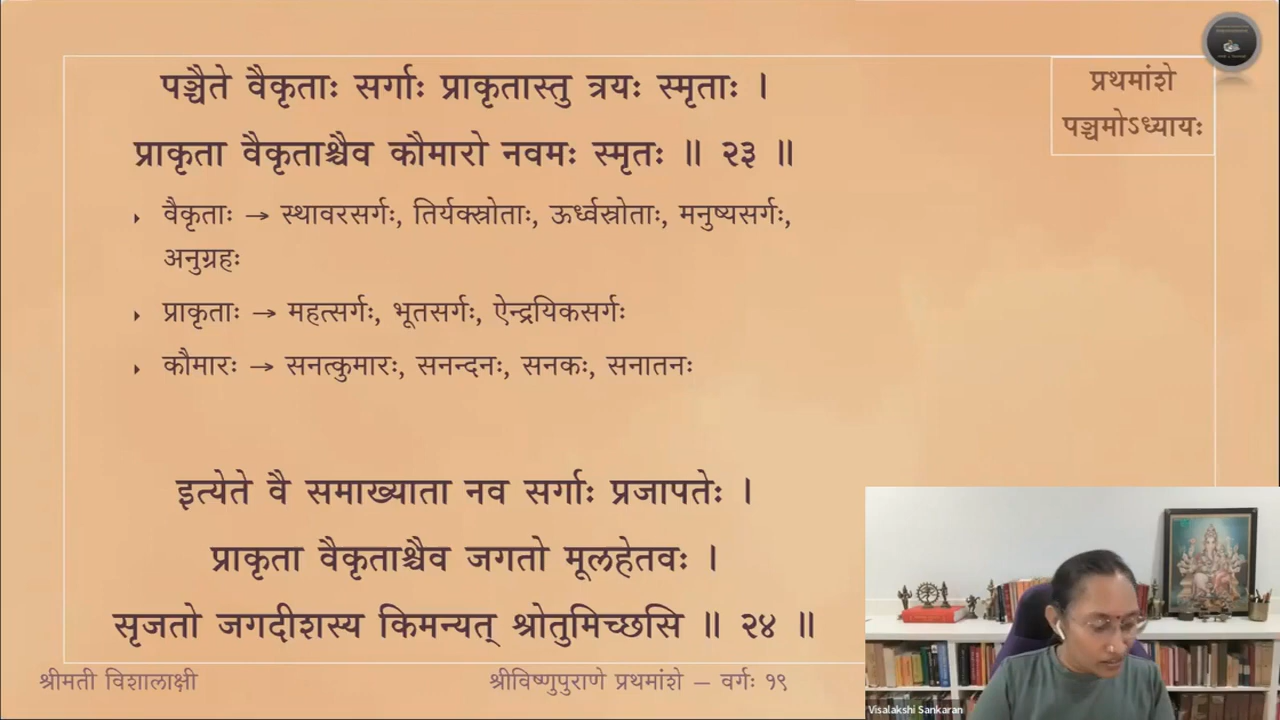 पञ्चैते वैकृताः सर्गाः प्राकृतास्तु त्रयः स्मृताः ।
प्राकृता वैकृताश्चैव कौमारो नवमः स्मृतः ॥ २३ ॥
प्रथमांशे
पञ्चमोऽध्यायः
वैकृताः → स्थावरसर्गः, तिर्यक्स्रोताः, ऊर्ध्वस्रोताः, मनुष्यसर्गः,
अनुग्रहः
प्राकृताः → महत्सर्गः, भूतसर्गः, ऐन्द्रयिकसर्गः
कौमारः → सनत्कुमारः, सनन्दनः, सनकः, सनातनः
इत्येते वै समाख्याता नव सर्गाः प्रजापतेः ।
प्राकृता वैकृताश्चैव जगतो मूलहेतवः ।
सृजतो जगदीशस्य किमन्यत् श्रोतुमिच्छसि ॥ २४ ॥
श्रीमती विशालाक्षी
श्रीविष्णुपुराणे प्रथमांशे – वर्गः १९
Visalakshi Sankaran